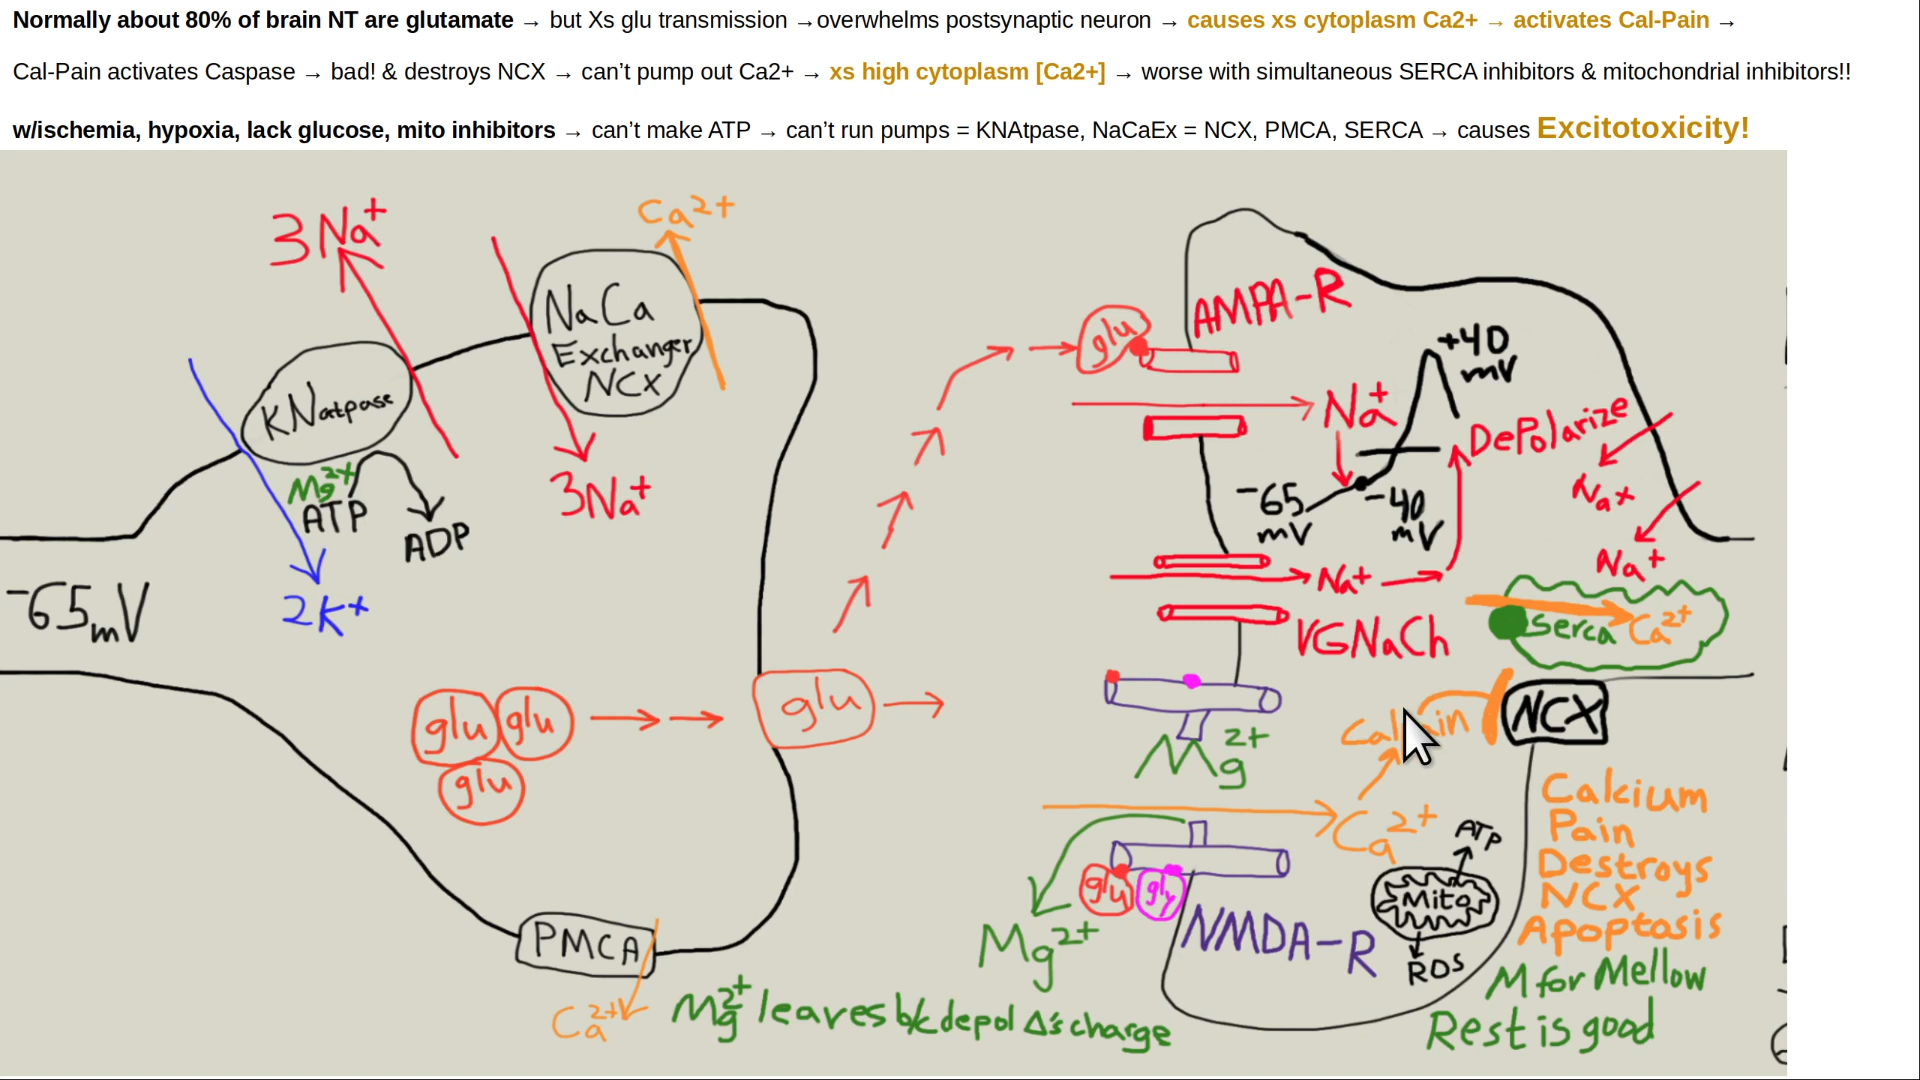 Normally about 80% of brain NT are glutamate → but Xs glu transmission →overwhelms postsynaptic neuron → causes xs cytoplasm Ca2+ → activates Cal-Pain →
Cal-Pain activates Caspase → bad! & destroys NCX → can’t pump out Ca2+ → xs high cytoplasm [Ca2+] → worse with simultaneous SERCA inhibitors & mitochondrial inhibitors!!
w/ischemia, hypoxia, lack glucose, mito inhibitors → can’t make ATP → can’t run pumps = KNAtpase, NaCaEx = NCX, PMCA, SERCA → causes Excitotoxicity!
3Na+
Ca2+
NaCa
Exchanger
NCX
KNatpase
Mg2+
ATP
ADP
3Na+
-65mV
2K+
glu glu
glu
glu
PMCA
Ca2+
Mg2+ leaves b/c depol Δ's charge
glu
AMPA-R
Na+
+40
mV
DePolarize
-65
mV
-40
mV
Na+
Na+
Na+
VGNaCh
Serca Ca2+
Mg2+
NCX
Ca2+
ATP
Mito
ROS
glu gly
Mg2+
NMDA-R
Calcium
Pain
Destroys
NCX
Apoptasis
M for Mellow
Rest is good